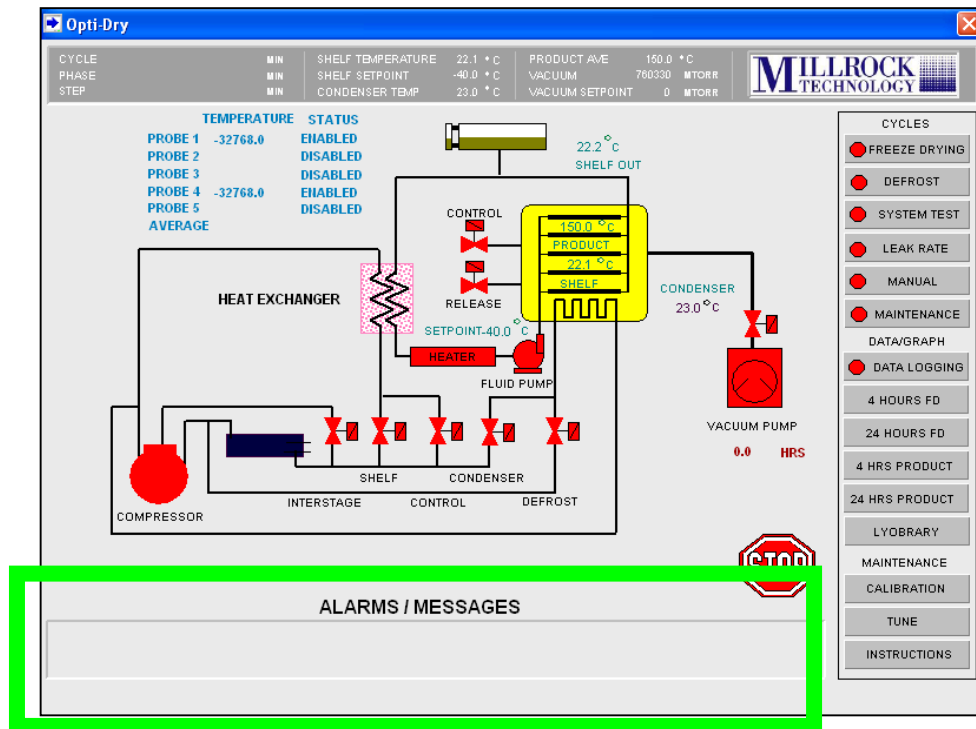 Opti-Dry
CYCLE MIN SHELF TEMPERATURE 22.1 °C PRODUCT AVE 150.0 °C
PHASE MIN SHELF SETPOINT -40.0 °C VACUUM 760330 MTORR
STEP MIN CONDENSER TEMP 23.0 °C VACUUM SETPOINT 0 MTORR
MILLROCK
TECHNOLOGY
TEMPERATURE STATUS
PROBE 1 -32768.0 ENABLED
PROBE 2 DISABLED
PROBE 3 DISABLED
PROBE 4 -32768.0 ENABLED
PROBE 5 DISABLED
AVERAGE
22.2 °C
SHELF OUT
CONTROL
150.0 °C
PRODUCT
22.1 °C
SHELF
RELEASE
HEAT EXCHANGER
CONDENSER
23.0 °C
SETPOINT -40.0 °C
HEATER
FLUID PUMP
VACUUM PUMP
0.0 HRS
SHELF CONDENSER
INTERSTAGE CONTROL DEFROST
COMPRESSOR
STOP
ALARMS / MESSAGES
CYCLES
FREEZE DRYING
DEFROST
SYSTEM TEST
LEAK RATE
MANUAL
MAINTENANCE
DATA/GRAPH
DATA LOGGING
4 HOURS FD
24 HOURS FD
4 HRS PRODUCT
24 HRS PRODUCT
LYOBRARY
MAINTENANCE
CALIBRATION
TUNE
INSTRUCTIONS